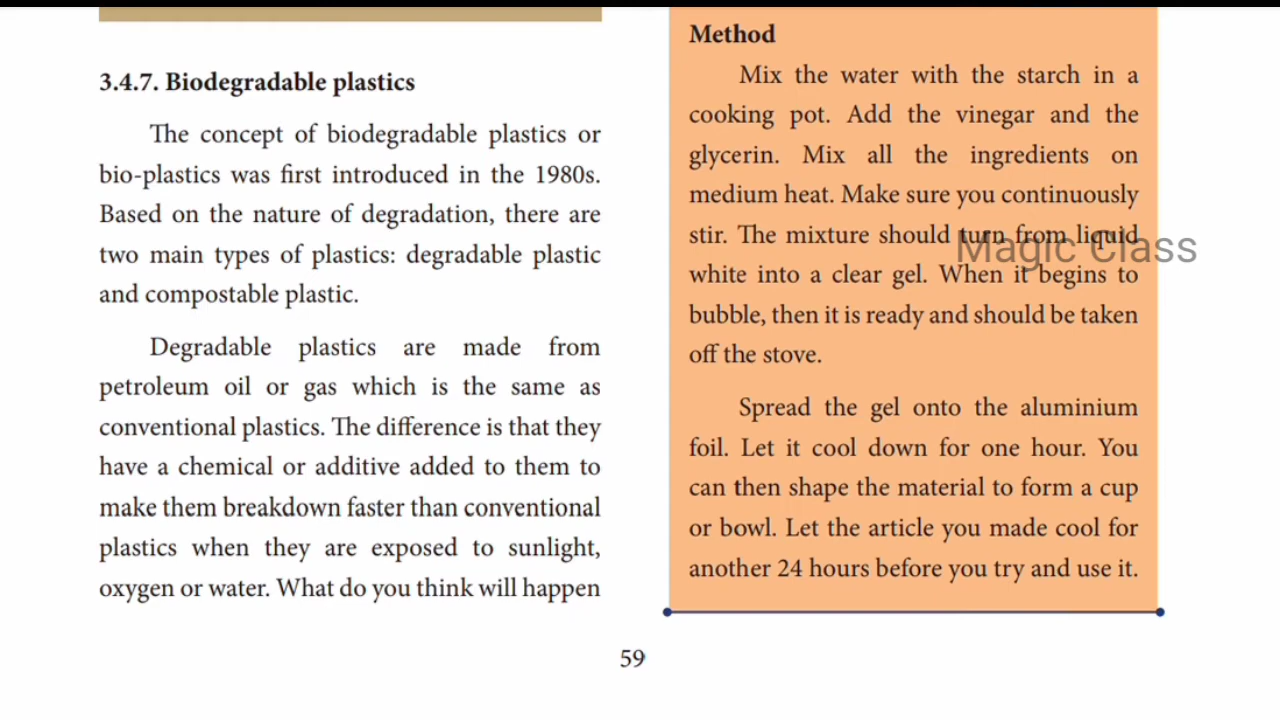 3.4.7. Biodegradable plastics
The concept of biodegradable plastics or
bio-plastics was first introduced in the 1980s.
Based on the nature of degradation, there are
two main types of plastics: degradable plastic
and compostable plastic.
Degradable plastics are made from
petroleum oil or gas which is the same as
conventional plastics. The difference is that they
have a chemical or additive added to them to
make them breakdown faster than conventional
plastics when they are exposed to sunlight,
oxygen or water. What do you think will happen
Method
Mix the water with the starch in a
cooking pot. Add the vinegar and the
glycerin. Mix all the ingredients on
medium heat. Make sure you continuously
stir. The mixture should turn from liquid
white into a clear gel. When it begins to
bubble, then it is ready and should be taken
off the stove.
Spread the gel onto the aluminium
foil. Let it cool down for one hour. You
can then shape the material to form a cup
or bowl. Let the article you made cool for
another 24 hours before you try and use it.
Magic Class
59